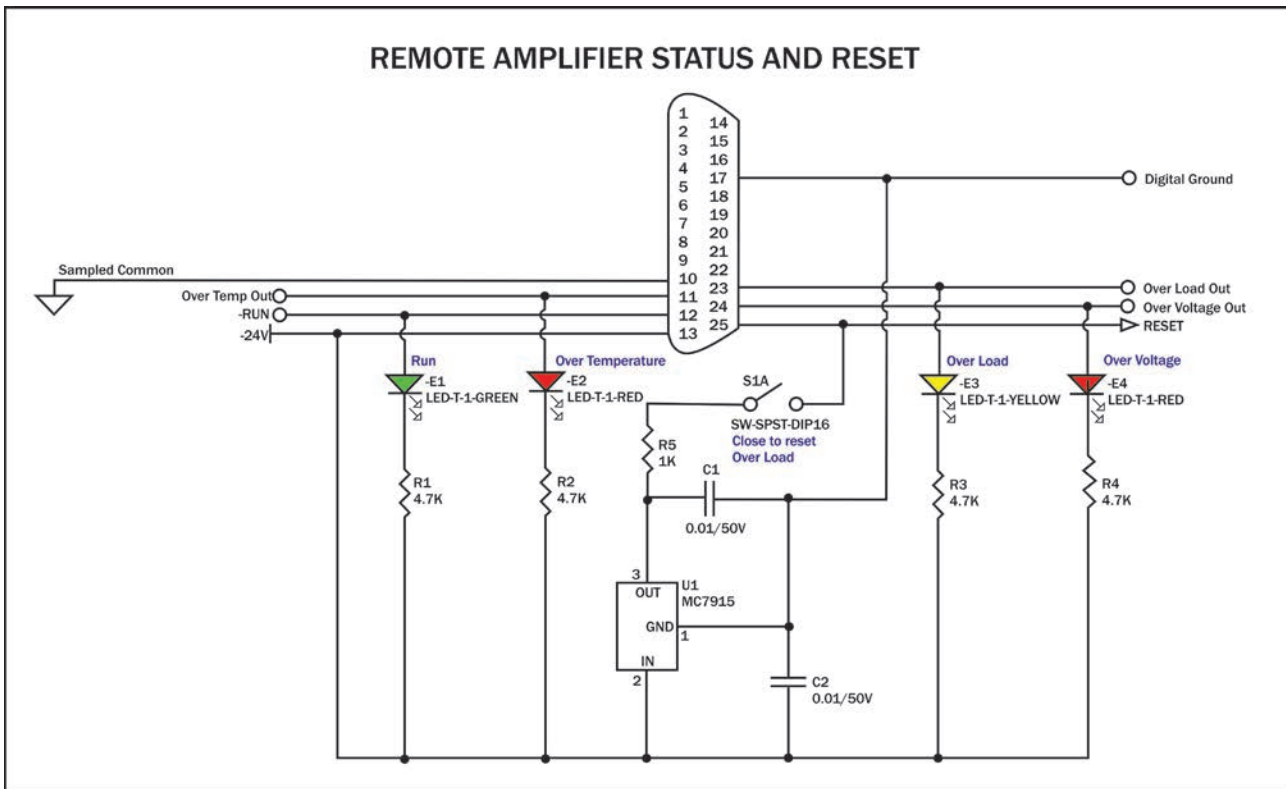 REMOTE AMPLIFIER STATUS AND RESET
1
2
3
4
5
6
7
8
9
10
11
12
13
14
15
16
17
18
19
20
21
22
23
24
25
Digital Ground
Sampled Common
Over Temp Out
-RUN
-24V
Over Load Out
Over Voltage Out
RESET
Run
-E1
LED-T-1-GREEN
Over Temperature
-E2
LED-T-1-RED
S1A
SW-SPST-DIP16
Close to reset
Over Load
Over Load
-E3
LED-T-1-YELLOW
Over Voltage
-E4
LED-T-1-RED
R5
1K
C1
0.01/50V
R1
4.7K
R2
4.7K
R3
4.7K
R4
4.7K
3
OUT
U1
MC7915
GND
1
IN
2
C2
0.01/50V